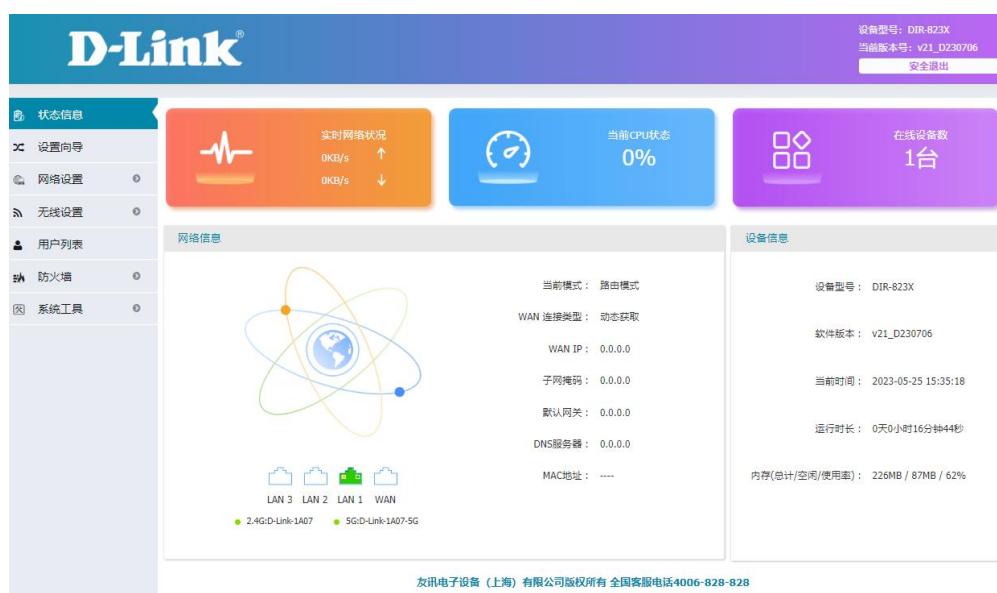 D-Link®
设备型号: DIR-823X
当前版本号: v21_D230706
安全退出
状态信息
设置向导
网络设置
无线设置
用户列表
防火墙
系统工具
实时网络状况
0KB/s ↑
0KB/s ↓
当前CPU状态
0%
在线设备数
1台
网络信息
当前模式： 路由模式
WAN 连接类型： 动态获取
WAN IP： 0.0.0.0
子网掩码： 0.0.0.0
默认网关： 0.0.0.0
DNS服务器： 0.0.0.0
MAC地址： ----
LAN 3 LAN 2 LAN 1 WAN
2.4G:D-Link-1A07 5G:D-Link-1A07-5G
设备信息
设备型号： DIR-823X
软件版本： v21_D230706
当前时间： 2023-05-25 15:35:18
运行时长： 0天0小时16分钟44秒
内存(总计/空闲/使用率)： 226MB / 87MB / 62%
友讯电子设备（上海）有限公司版权所有 全国客服电话4006-828-828